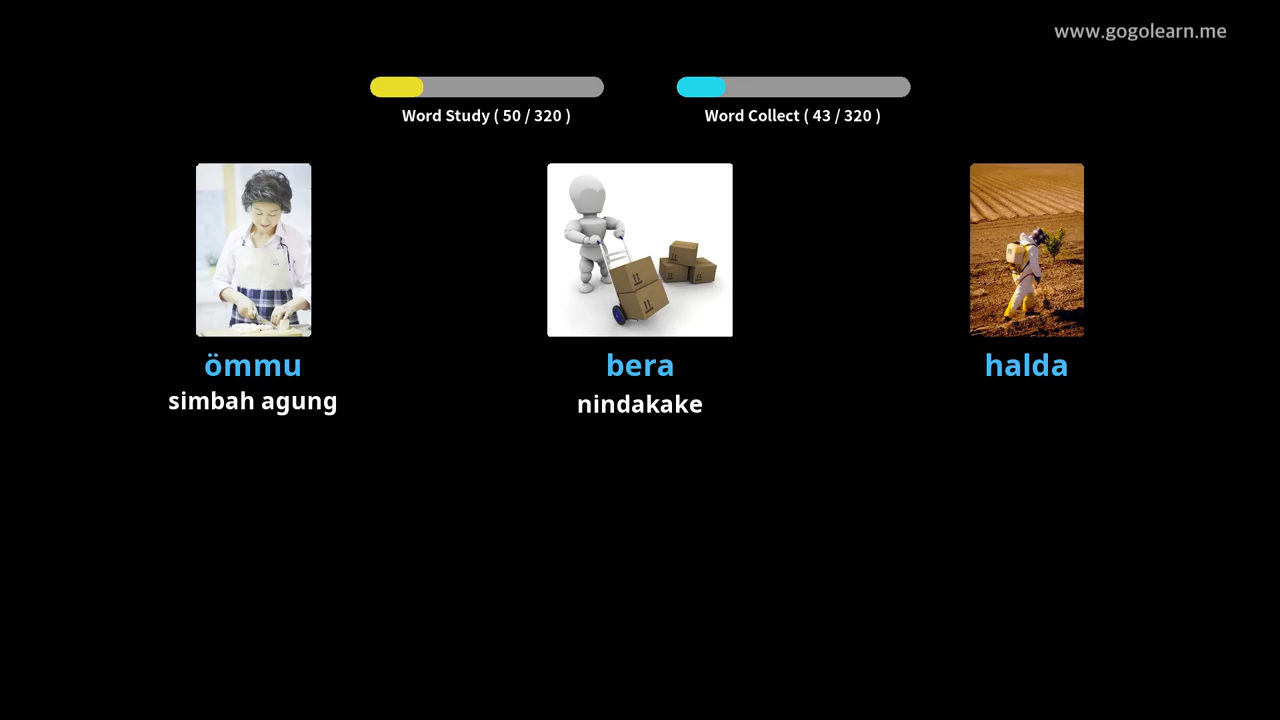 www.gogolearn.me
Word Study ( 50 / 320 )
Word Collect ( 43 / 320 )
ömmu
simbah agung
bera
nindakake
halda